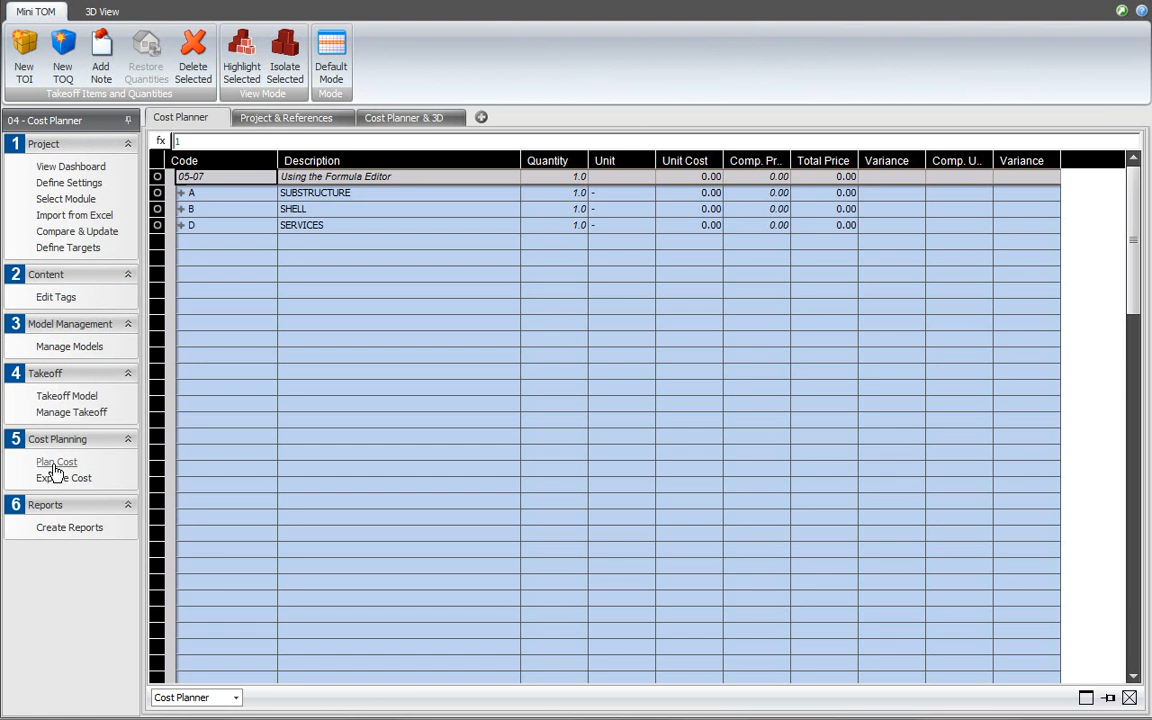 Mini TOM 3D View
New TOI
New TOQ
Add Note
Restore Quantities
Delete Selected
Highlight Selected
Isolate Selected
Default Mode
Takeoff Items and Quantities View Mode Mode
04 - Cost Planner
1 Project
View Dashboard
Define Settings
Select Module
Import from Excel
Compare & Update
Define Targets
2 Content
Edit Tags
3 Model Management
Manage Models
4 Takeoff
Takeoff Model
Manage Takeoff
5 Cost Planning
Plan Cost
Explore Cost
6 Reports
Create Reports
Cost Planner Project & References Cost Planner & 3D
fx 1
Code Description Quantity Unit Unit Cost Comp. Pr.. Total Price Variance Comp. U.. Variance
05-07 Using the Formula Editor 1.0 0.00 0.00 0.00
A SUBSTRUCTURE 1.0 - 0.00 0.00 0.00
B SHELL 1.0 - 0.00 0.00 0.00
D SERVICES 1.0 - 0.00 0.00 0.00
Cost Planner